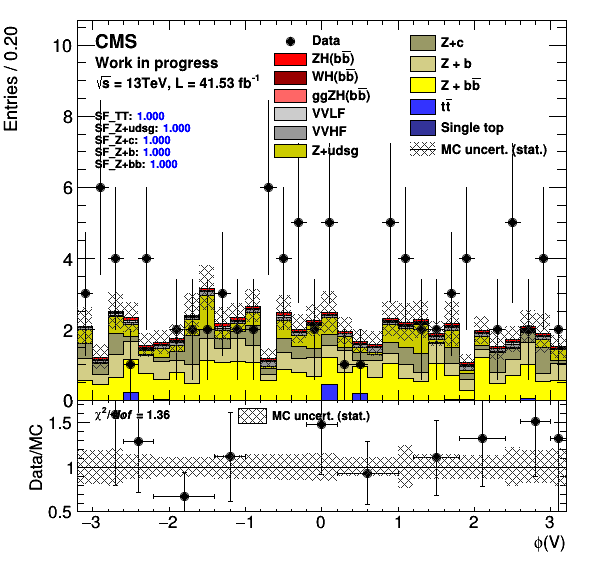 Entries / 0.20
10
8
6
4
2
0
CMS
Work in progress
√s = 13TeV, L = 41.53 fb⁻¹
SF_TT: 1.000
SF_Z+udsg: 1.000
SF_Z+c: 1.000
SF_Z+b: 1.000
SF_Z+bb: 1.000
Data
ZH(bb̅)
WH(bb̅)
ggZH(bb̅)
VVLF
VVHF
Z+udsg
Z+c
Z + b
Z + bb̅
tt̅
Single top
MC uncert. (stat.)
Data/MC
1.5
1
0.5
χ²/dof = 1.36
MC uncert. (stat.)
−3 −2 −1 0 1 2 3
ϕ(V)